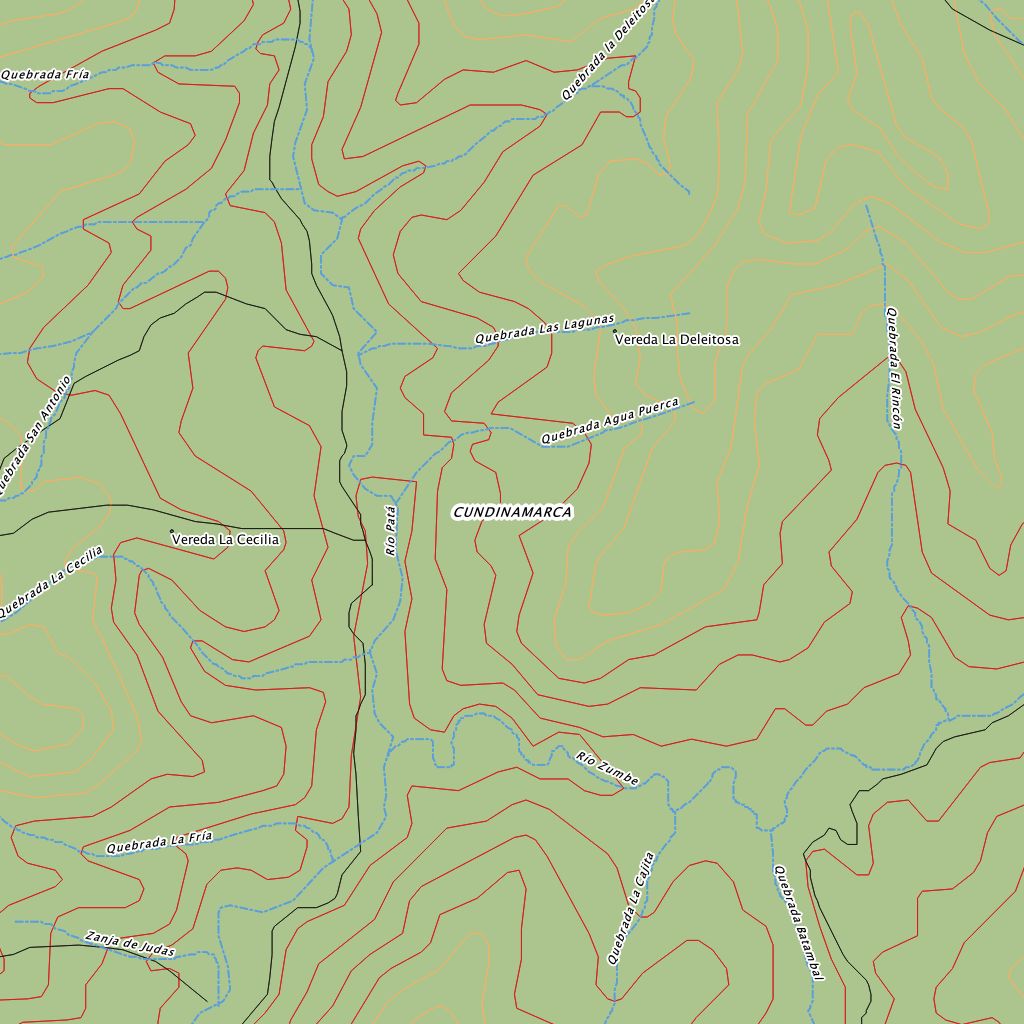 Quebrada la Deleitosa
Quebrada Fría
Quebrada Las Lagunas
Vereda La Deleitosa
Quebrada El Rincón
Quebrada San Antonio
Quebrada Agua Puerca
CUNDINAMARCA
Río Patá
Vereda La Cecilia
Quebrada La Cecilia
Río Zumbe
Quebrada La Fría
Quebrada La Cajita
Quebrada Batambal
Zanja de Judas